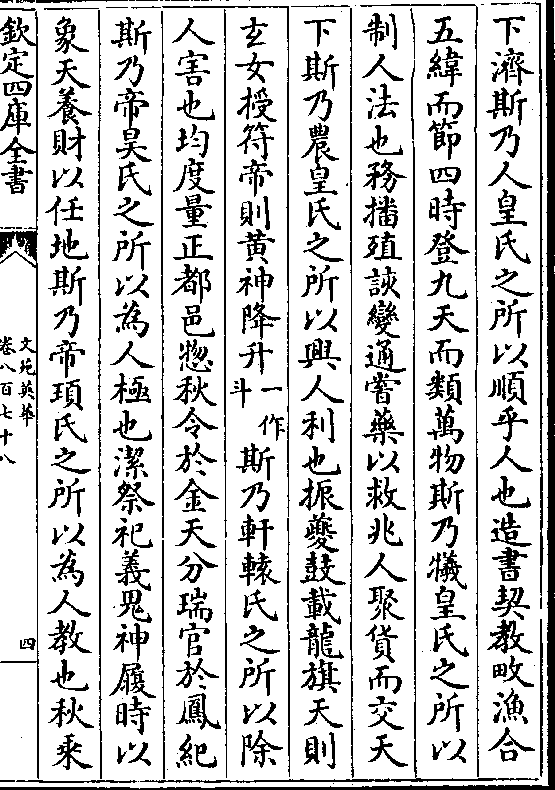 下濟斯乃人皇氏之所以順乎人也造書契教畋漁合
五緯而節四時登九天而類萬物斯乃犧皇氏之所以
制人法也務播殖談變通嘗藥以救兆人聚貨而交天
下斯乃農皇氏之所以興人利也振夔鼓載龍旗天則
玄女授符帝則黄神降升一作斗斯乃軒轅氏之所以除
人害也均度量正都邑惣秋令於金天分瑞官於鳳紀
斯乃帝昊氏之所以為人極也潔祭祀義鬼神履時以
象天養財以任地斯乃帝頊氏之所以為人教也秋乘
欽定四庫全書
文苑英華
卷八百七十八
四